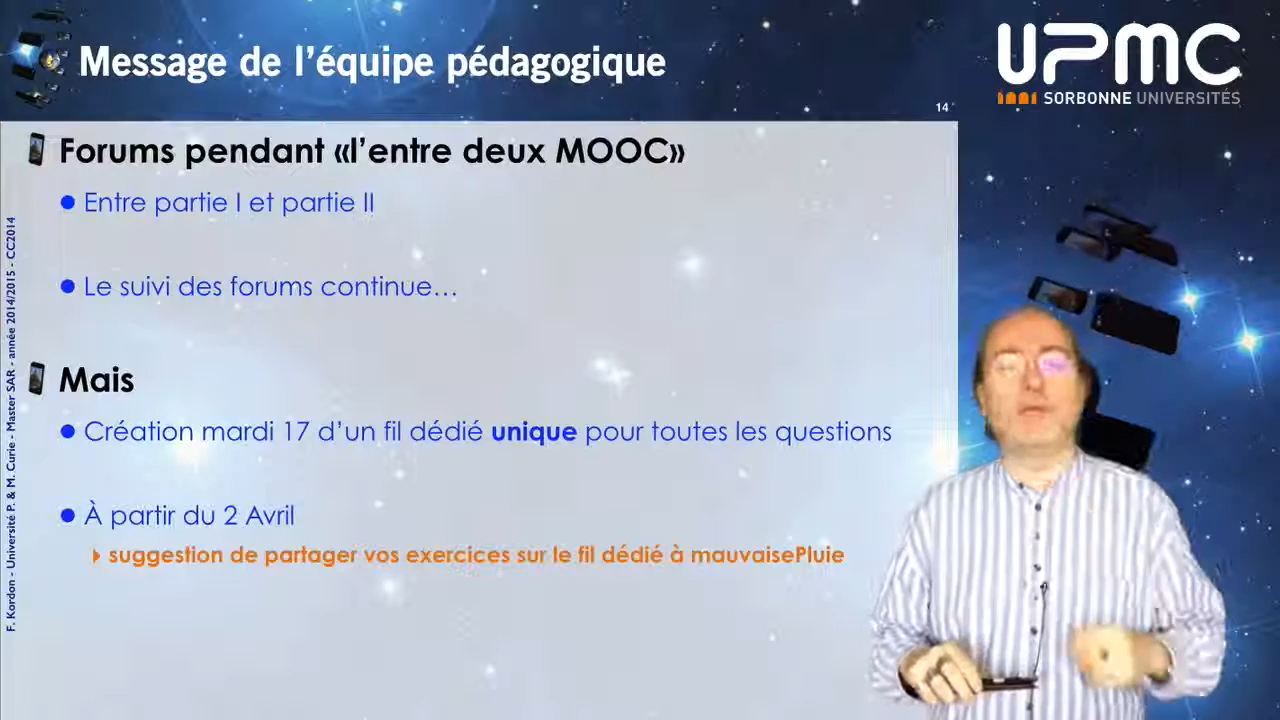 Message de l'équipe pédagogique
UPMC
SORBONNE UNIVERSITÉS
14
Forums pendant «l'entre deux MOOC»
Entre partie I et partie II
Le suivi des forums continue…
Mais
Création mardi 17 d'un fil dédié unique pour toutes les questions
À partir du 2 Avril
suggestion de partager vos exercices sur le fil dédié à mauvaisePluie
F. Kordon - Université P. & M. Curie - Master SAR - année 2014/2015 - CC2014